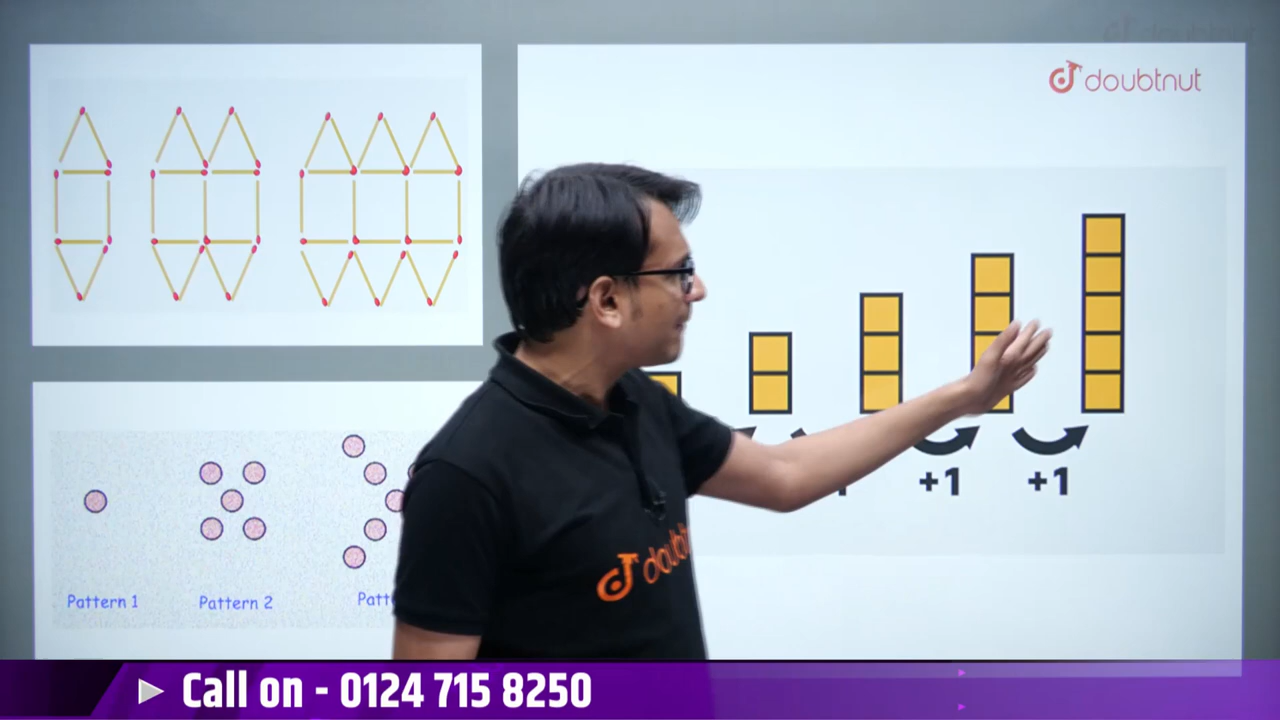 doubtnut
+1
+1
Pattern 1
Pattern 2
Call on - 0124 715 8250